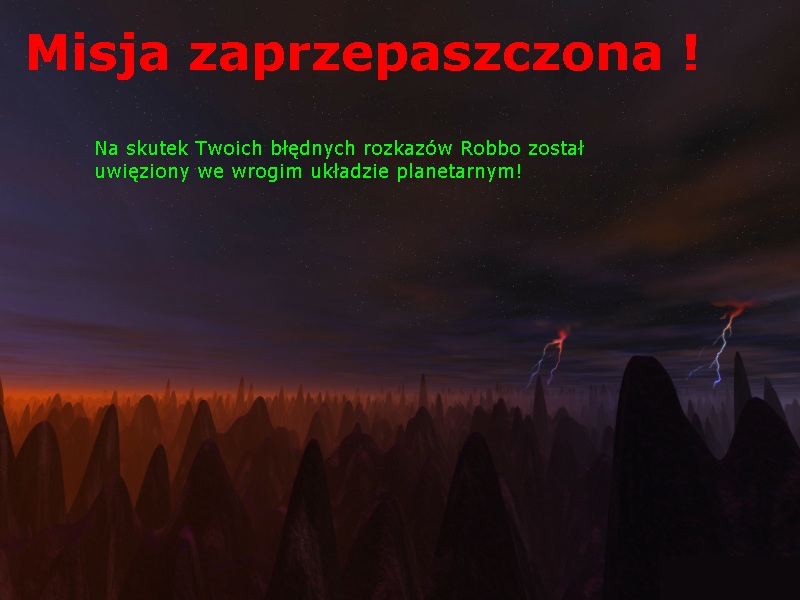 Misja zaprzepaszczona !
Na skutek Twoich błędnych rozkazów Robbo został
uwięziony we wrogim układzie planetarnym!